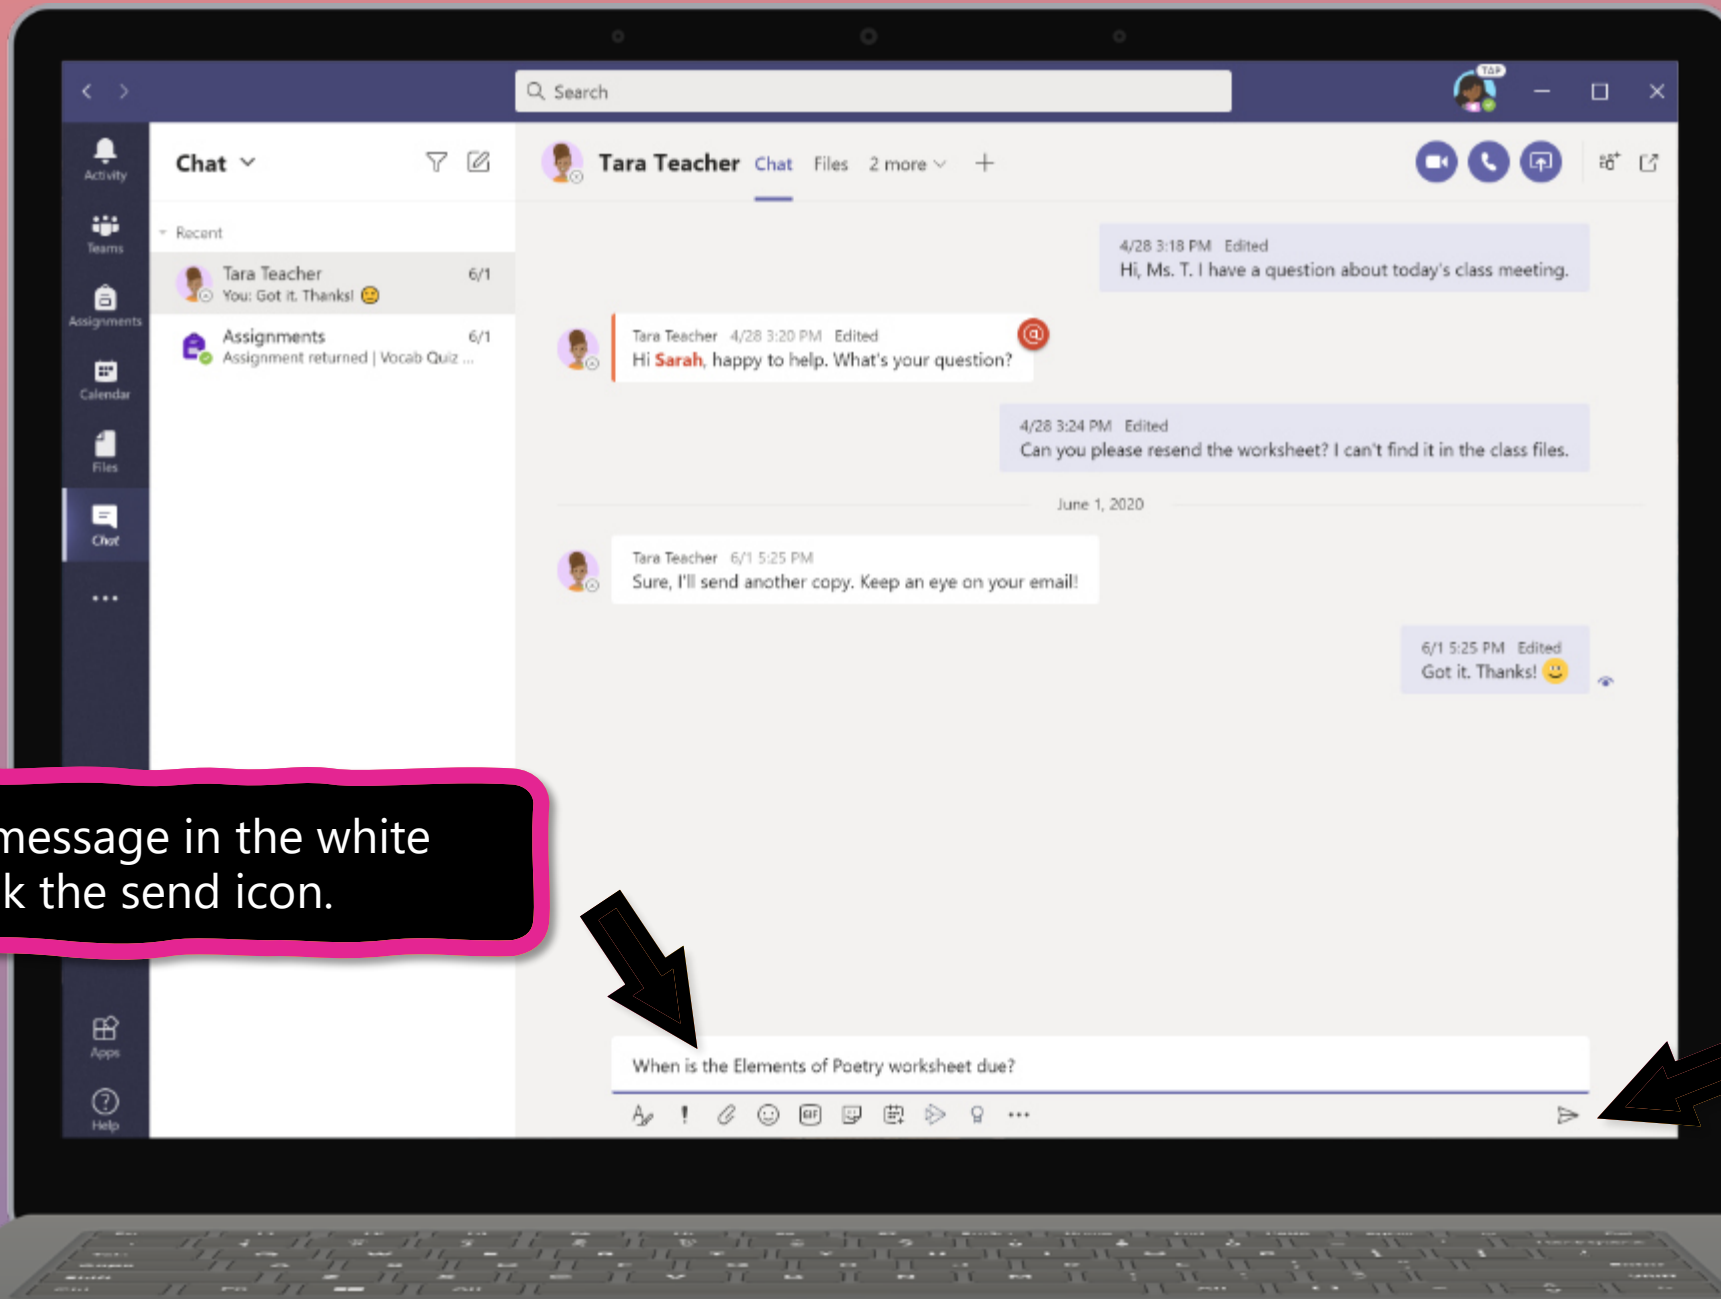 TAP
Search
Activity
Chat
Tara Teacher Chat Files 2 more
Teams
Recent
4/28 3:18 PM Edited
Hi, Ms. T. I have a question about today's class meeting.
Tara Teacher 6/1
You: Got it. Thanks!
Assignments
Assignments 6/1
Assignment returned | Vocab Quiz ...
Tara Teacher 4/28 3:20 PM Edited
@
Hi Sarah, happy to help. What's your question?
Calendar
4/28 3:24 PM Edited
Can you please resend the worksheet? I can't find it in the class files.
Files
Chat
June 1, 2020
Tara Teacher 6/1 5:25 PM
Sure, I'll send another copy. Keep an eye on your email!
6/1 5:25 PM Edited
Got it. Thanks!
message in the white
k the send icon.
Apps
When is the Elements of Poetry worksheet due?
GIF
Help